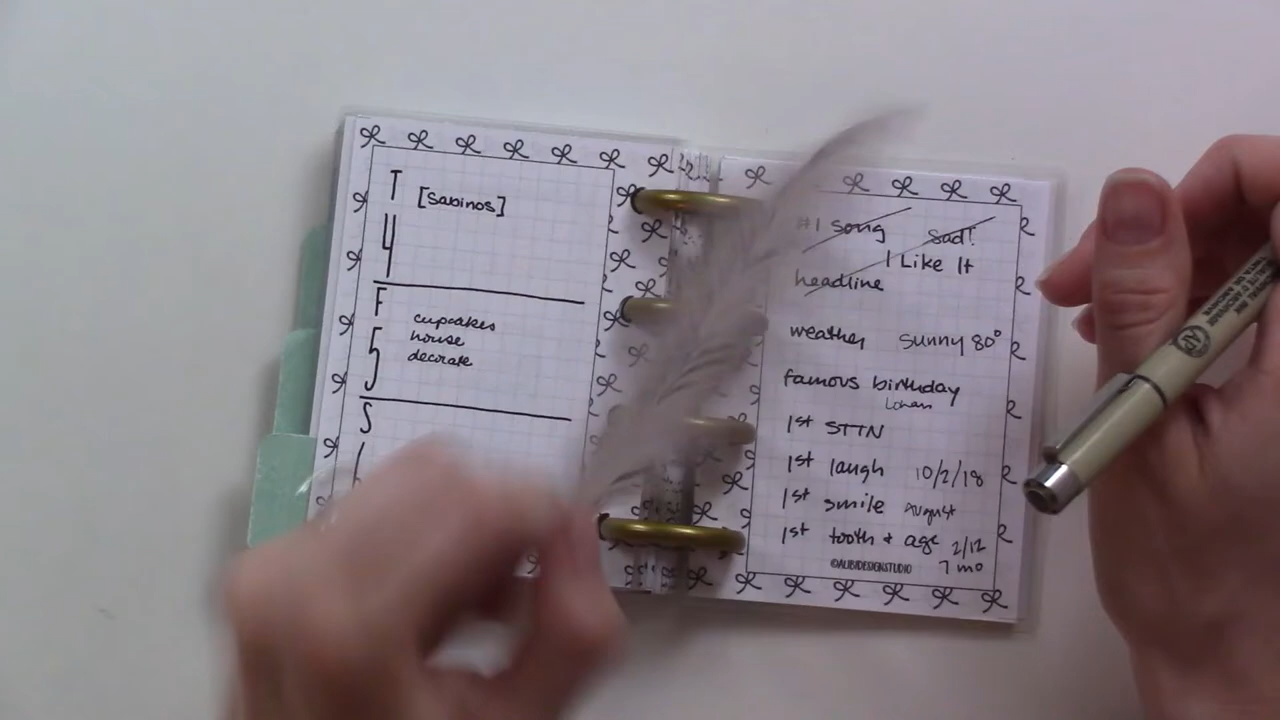 T
[Sabinos]
4
F
cupcakes
house
5
decorate
S
#1 song
Sad!
I Like It
headline
weather sunny 80°
famous birthday
Lohan
1st STTN
1st laugh 10/2/18
1st smile August
1st tooth + age 2/12
7 mo
©ALIBIDESIGNSTUDIO